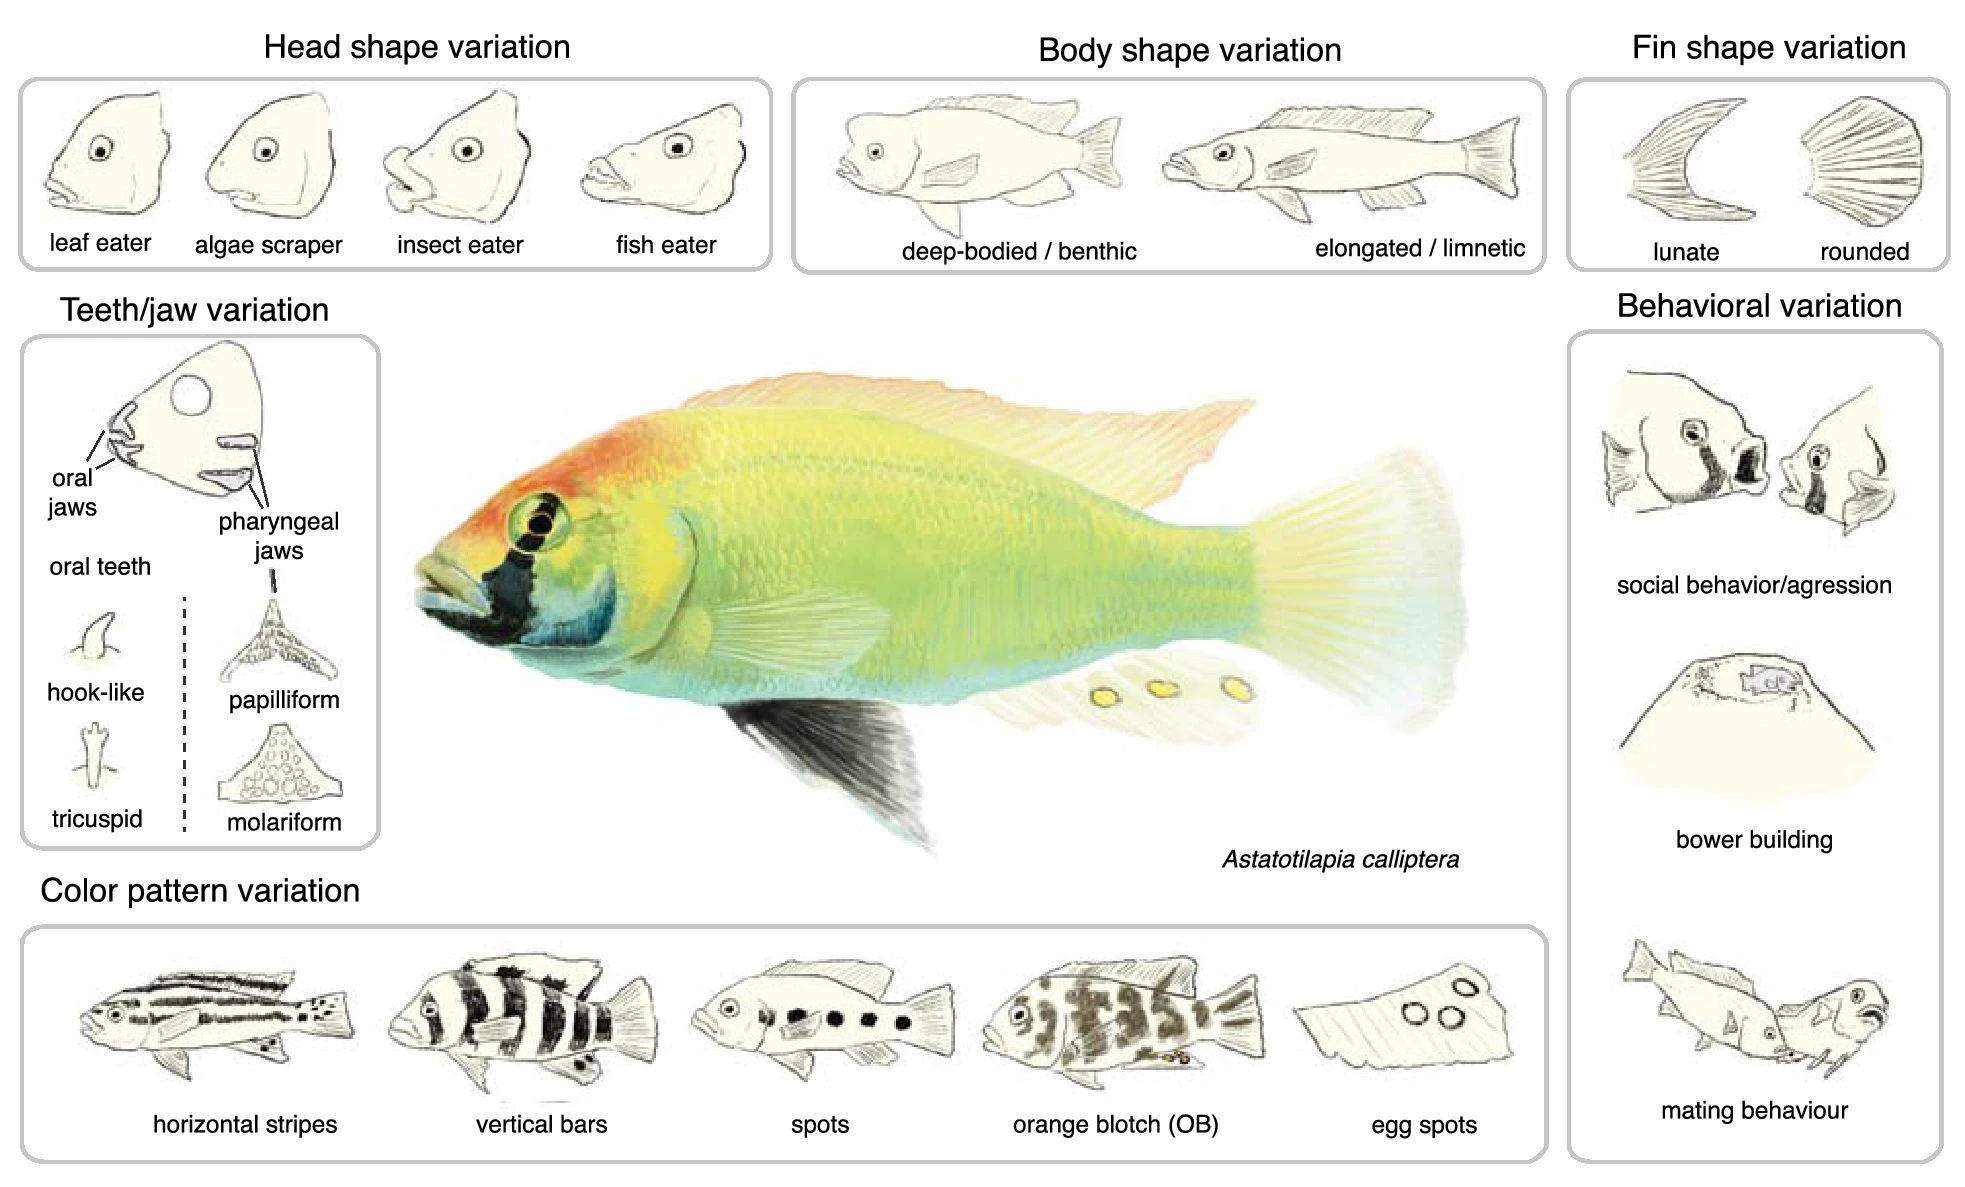 Head shape variation
leaf eater
algae scraper
insect eater
fish eater
Body shape variation
deep-bodied / benthic
elongated / limnetic
Fin shape variation
lunate
rounded
Teeth/jaw variation
oral
jaws
pharyngeal
jaws
oral teeth
hook-like
papilliform
tricuspid
molariform
Astatotilapia calliptera
Behavioral variation
social behavior/agression
bower building
mating behaviour
Color pattern variation
horizontal stripes
vertical bars
spots
orange blotch (OB)
egg spots